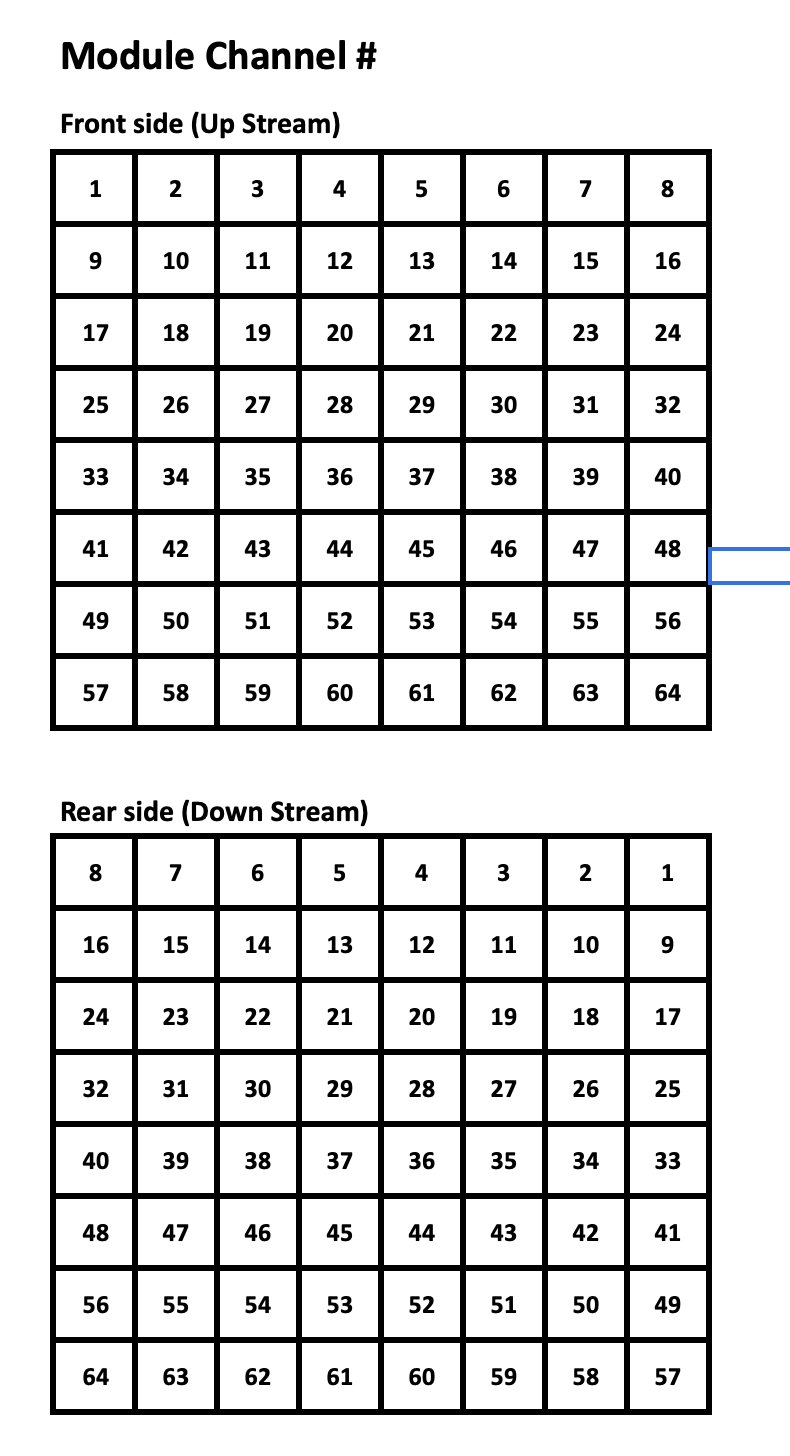 Module Channel #
Front side (Up Stream)
1 2 3 4 5 6 7 8
9 10 11 12 13 14 15 16
17 18 19 20 21 22 23 24
25 26 27 28 29 30 31 32
33 34 35 36 37 38 39 40
41 42 43 44 45 46 47 48
49 50 51 52 53 54 55 56
57 58 59 60 61 62 63 64
Rear side (Down Stream)
8 7 6 5 4 3 2 1
16 15 14 13 12 11 10 9
24 23 22 21 20 19 18 17
32 31 30 29 28 27 26 25
40 39 38 37 36 35 34 33
48 47 46 45 44 43 42 41
56 55 54 53 52 51 50 49
64 63 62 61 60 59 58 57